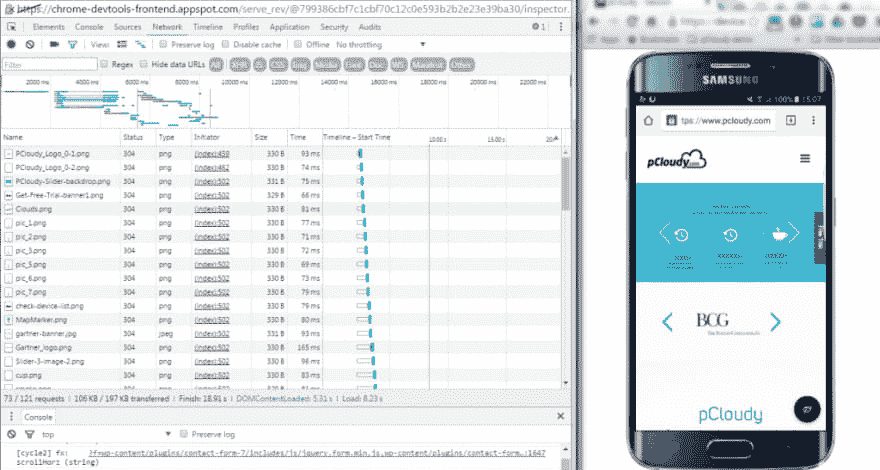 https://chrome-devtools-frontend.appspot.com/serve_rev/@799386cbf7c1cbf70c12c0e593b2b2e23e39ba30/inspector.
Elements Console Sources Network Timeline Profiles Application Security Audits 1
View: Preserve log Disable cache Offline No throttling
Filter Regex Hide data URLs All XHR JS CSS Img Media Font Doc WS Manifest Other
2000 ms 4000 ms 6000 ms 8000 ms 10000 ms 12000 ms 14000 ms 16000 ms 18000 ms 20000 ms 22000 ms
Name Status Type Initiator Size Time Timeline – Start Time 10.00 s 15.00 s
PCloudy_Logo_0-1.png 304 png (index):459 330 B 93 ms
PCloudy_Logo_0-2.png 304 png (index):462 330 B 74 ms
PCloudy-Slider-backdrop.png 304 png (index):502 331 B 75 ms
Get-Free-Trial-banner1.png 304 png (index):502 329 B 66 ms
Clouds.png 304 png (index):502 330 B 81 ms
pic_1.png 304 png (index):502 330 B 77 ms
pic_2.png 304 png (index):502 330 B 71 ms
pic_3.png 304 png (index):502 330 B 72 ms
pic_5.png 304 png (index):502 330 B 69 ms
pic_6.png 304 png (index):502 330 B 73 ms
pic_7.png 304 png (index):502 330 B 79 ms
check-device-list.png 304 png (index):502 330 B 79 ms
MapMarker.png 304 png (index):502 330 B 80 ms
gartner-banner.jpg 304 jpeg (index):502 331 B 93 ms
Gartner_logo.png 304 png (index):502 330 B 165 ms
Slider-3-image-2.png 304 png (index):502 330 B 96 ms
cup.png 304 png (index):502 330 B 83 ms
73 / 121 requests | 106 KB / 197 KB transferred | Finish: 18.91 s | DOMContentLoaded: 5.31 s | Load: 8.23 s
Console
top Preserve log
[cycle2] fx: ?f=wp-content/plugins/contact-form-7/includes/js/jquery.form.min.js,wp-content/plugins/contact-form…:1647
scrollHorz (string)
SAMSUNG
100% 15:07
tps://www.pcloudy.com
pCloudy.com
Free Trial
BCG
pCloudy